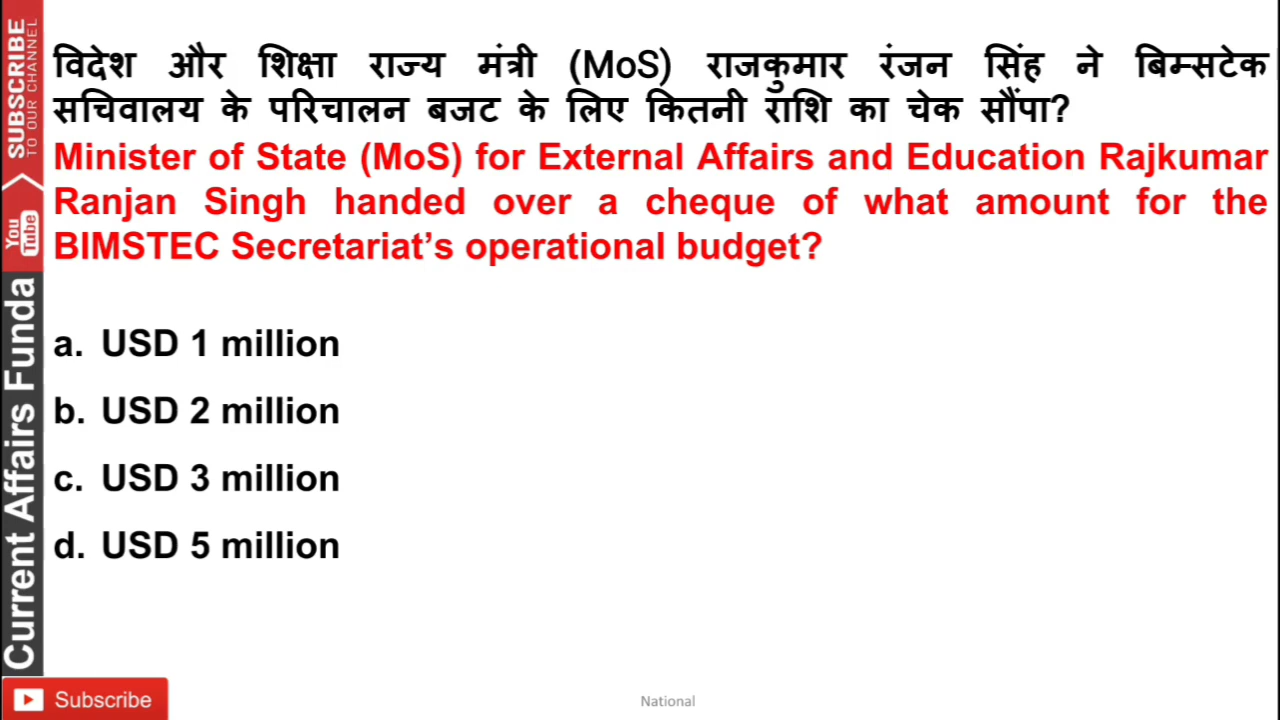 विदेश और शिक्षा राज्य मंत्री (MoS) राजकुमार रंजन सिंह ने बिम्सटेक
सचिवालय के परिचालन बजट के लिए कितनी राशि का चेक सौंपा?
Minister of State (MoS) for External Affairs and Education Rajkumar
Ranjan Singh handed over a cheque of what amount for the
BIMSTEC Secretariat’s operational budget?
a. USD 1 million
b. USD 2 million
c. USD 3 million
d. USD 5 million
SUBSCRIBE
TO OUR CHANNEL
You
Tube
Current Affairs Funda
Subscribe
National